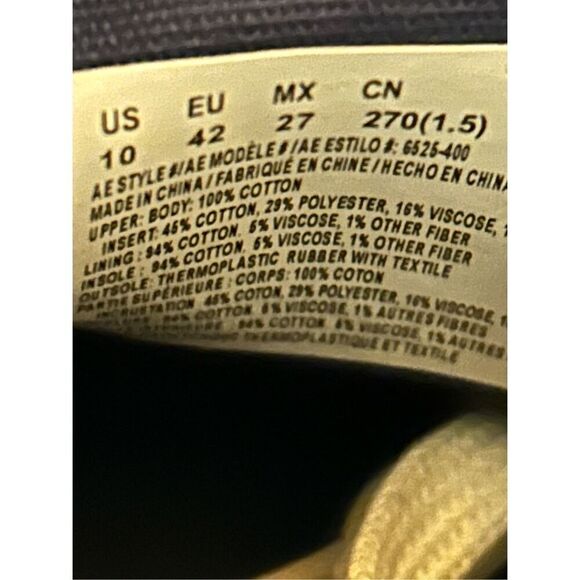 US EU MX CN
10 42 27 270(1.5)
AE STYLE #/AE MODÈLE #/AE ESTILO #: 6525-400
MADE IN CHINA / FABRIQUÉ EN CHINE / HECHO EN CHINA
UPPER: BODY: 100% COTTON
INSERT: 45% COTTON, 29% POLYESTER, 16% VISCOSE,
LINING: 94% COTTON, 5% VISCOSE, 1% OTHER FIBER
INSOLE: 94% COTTON, 5% VISCOSE, 1% OTHER FIBER
OUTSOLE: THERMOPLASTIC RUBBER WITH TEXTILE
PARTIE SUPÉRIEURE: CORPS: 100% COTON
INCRUSTATION: 45% COTON, 29% POLYESTER, 16% VISCOSE,
94% COTON, 5% VISCOSE, 1% AUTRES FIBRES
94% COTTON, 5% VISCOSE, 1% AUTRES
THERMOPLASTIQUE ET TEXTILE